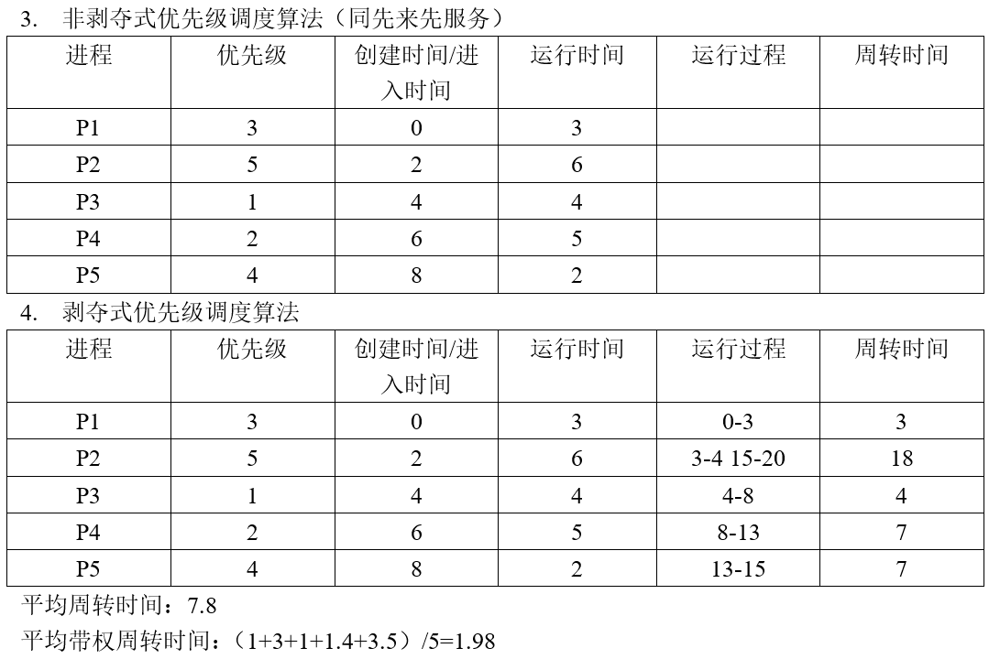 3. 非剥夺式优先级调度算法（同先来先服务）
进程 优先级 创建时间/进入时间 运行时间 运行过程 周转时间
P1 3 0 3
P2 5 2 6
P3 1 4 4
P4 2 6 5
P5 4 8 2
4. 剥夺式优先级调度算法
进程 优先级 创建时间/进入时间 运行时间 运行过程 周转时间
P1 3 0 3 0-3 3
P2 5 2 6 3-4 15-20 18
P3 1 4 4 4-8 4
P4 2 6 5 8-13 7
P5 4 8 2 13-15 7
平均周转时间：7.8
平均带权周转时间：（1+3+1+1.4+3.5）/5=1.98